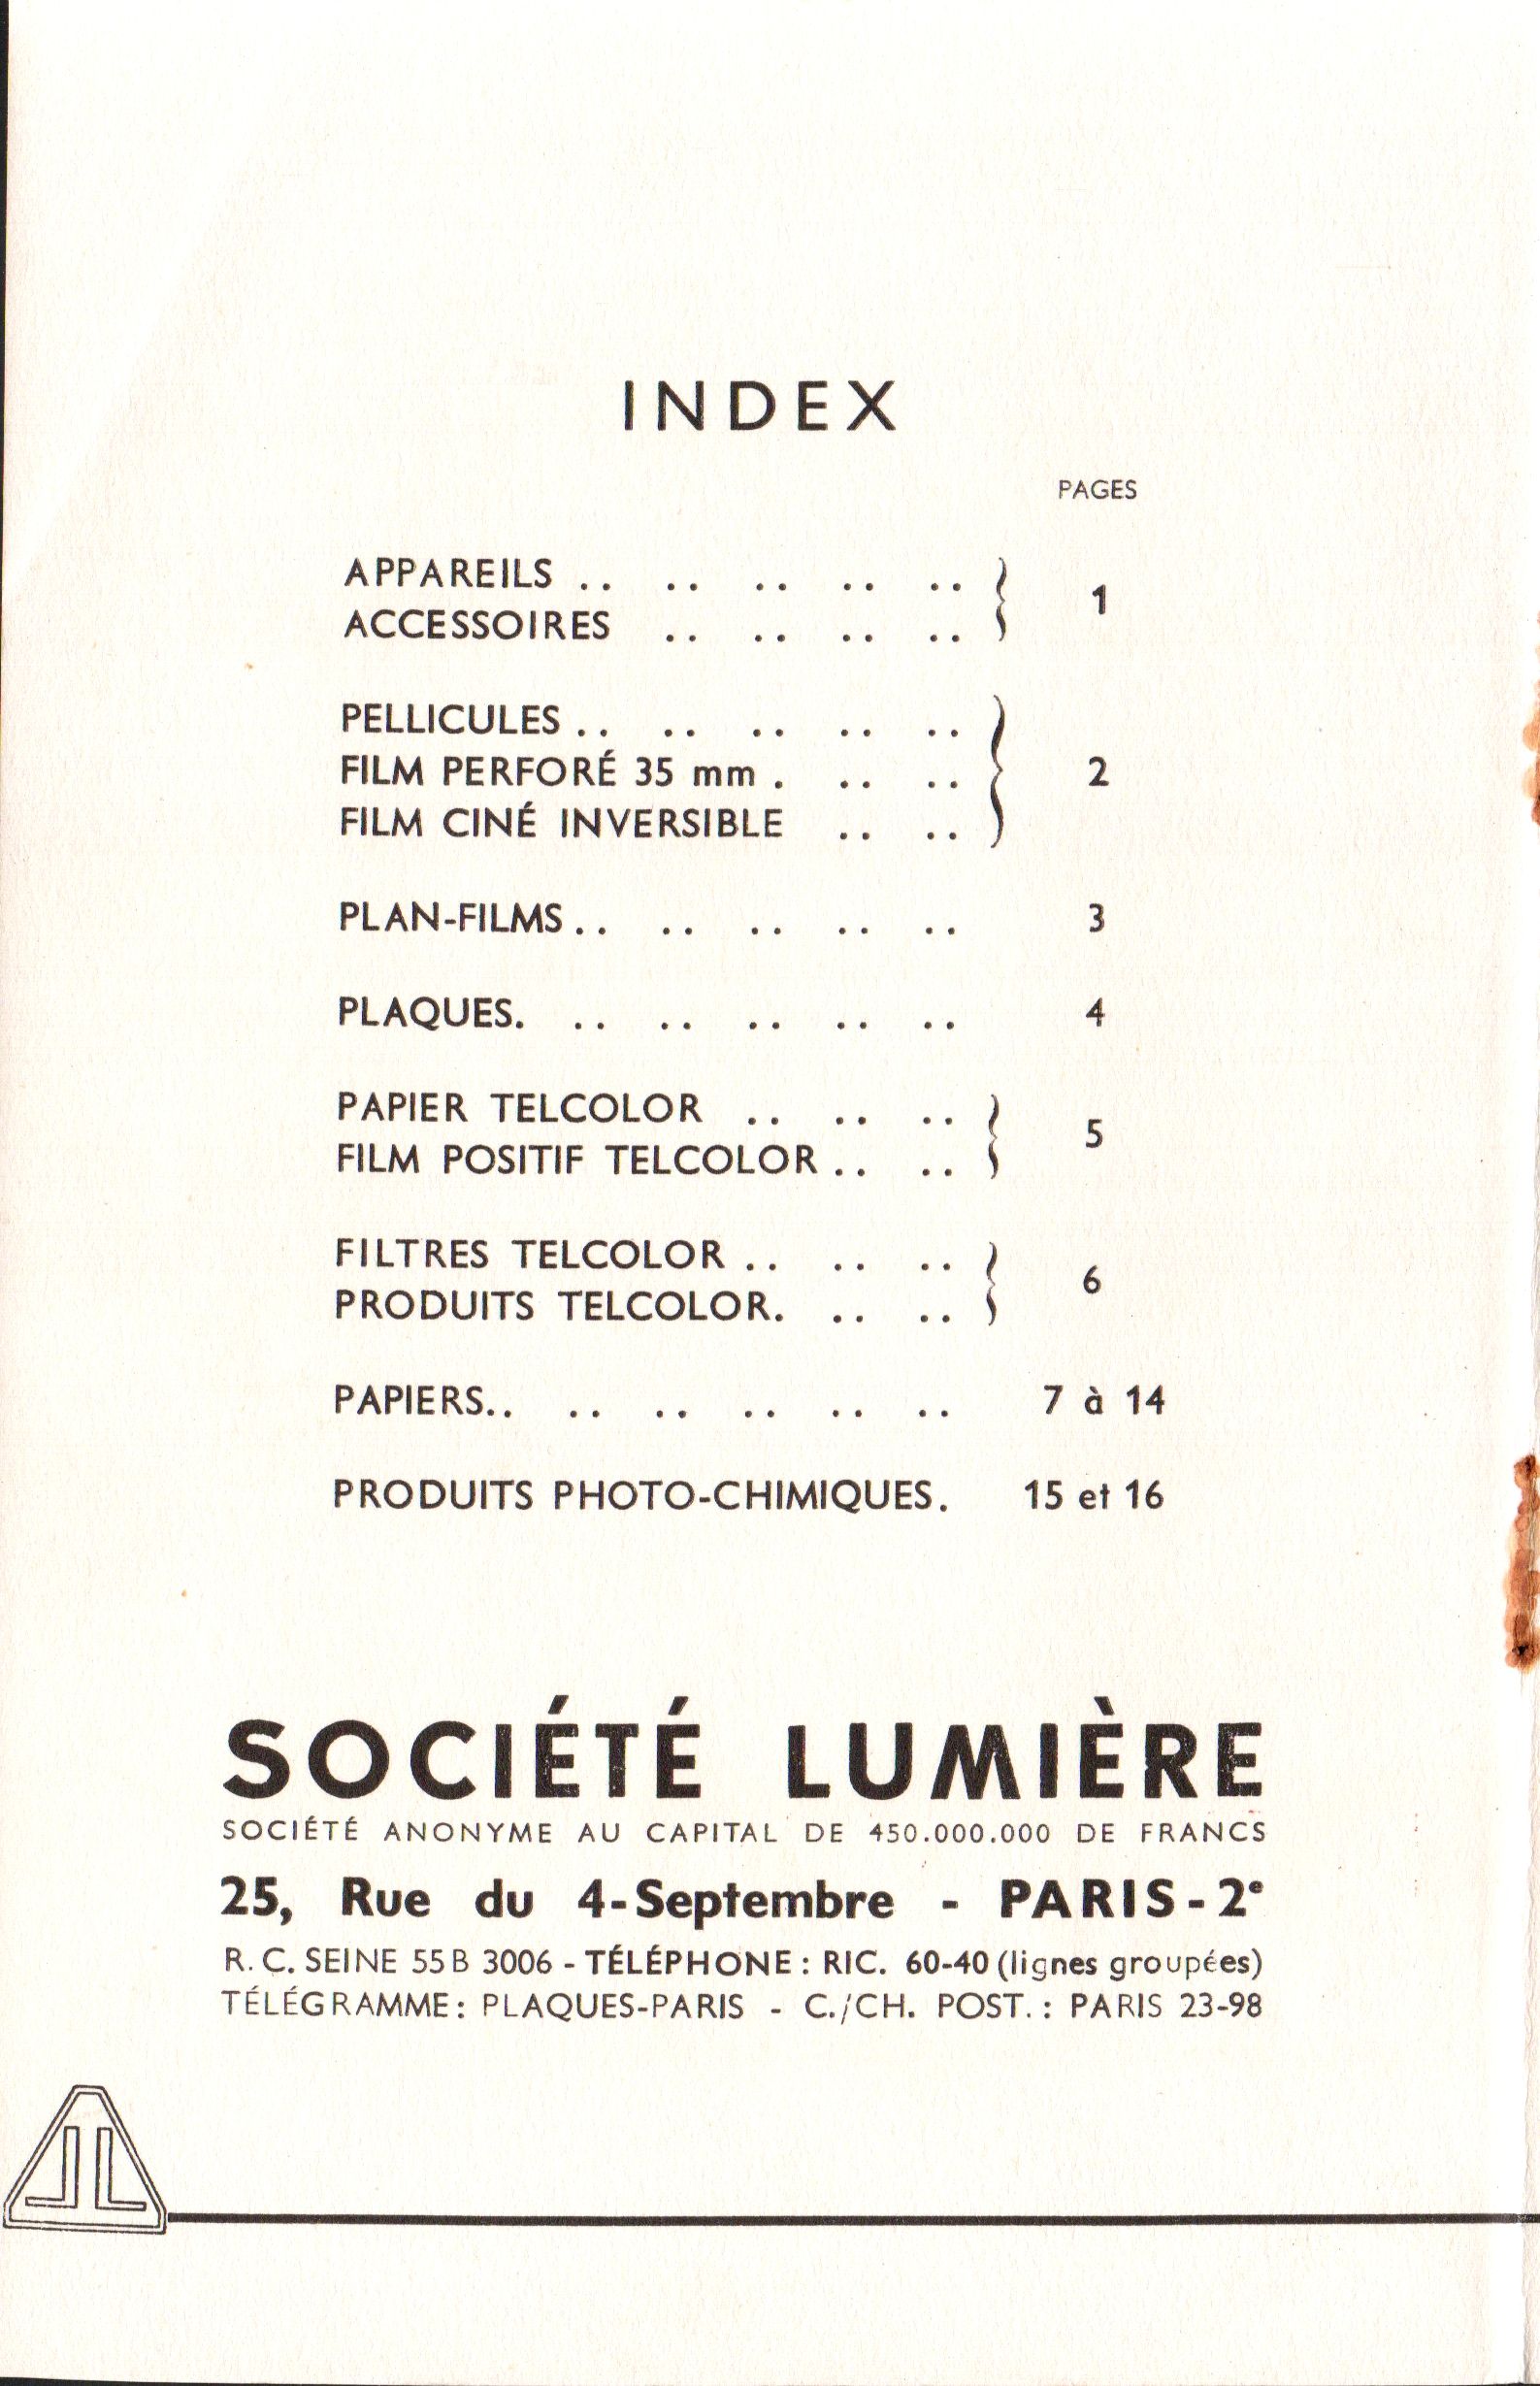 INDEX
PAGES
APPAREILS .. .. .. .. ..
ACCESSOIRES .. .. .. ..
1
PELLICULES .. .. .. .. ..
FILM PERFORÉ 35 mm . .. ..
FILM CINÉ INVERSIBLE .. ..
2
PLAN-FILMS .. .. .. .. .. 3
PLAQUES. .. .. .. .. .. 4
PAPIER TELCOLOR .. .. ..
FILM POSITIF TELCOLOR .. ..
5
FILTRES TELCOLOR .. .. ..
PRODUITS TELCOLOR. .. ..
6
PAPIERS.. .. .. .. .. .. 7 à 14
PRODUITS PHOTO-CHIMIQUES. 15 et 16
SOCIÉTÉ LUMIÈRE
SOCIÉTÉ ANONYME AU CAPITAL DE 450.000.000 DE FRANCS
25, Rue du 4-Septembre - PARIS-2e
R. C. SEINE 55 B 3006 - TÉLÉPHONE : RIC. 60-40 (lignes groupées)
TÉLÉGRAMME : PLAQUES-PARIS - C./CH. POST. : PARIS 23-98
JL